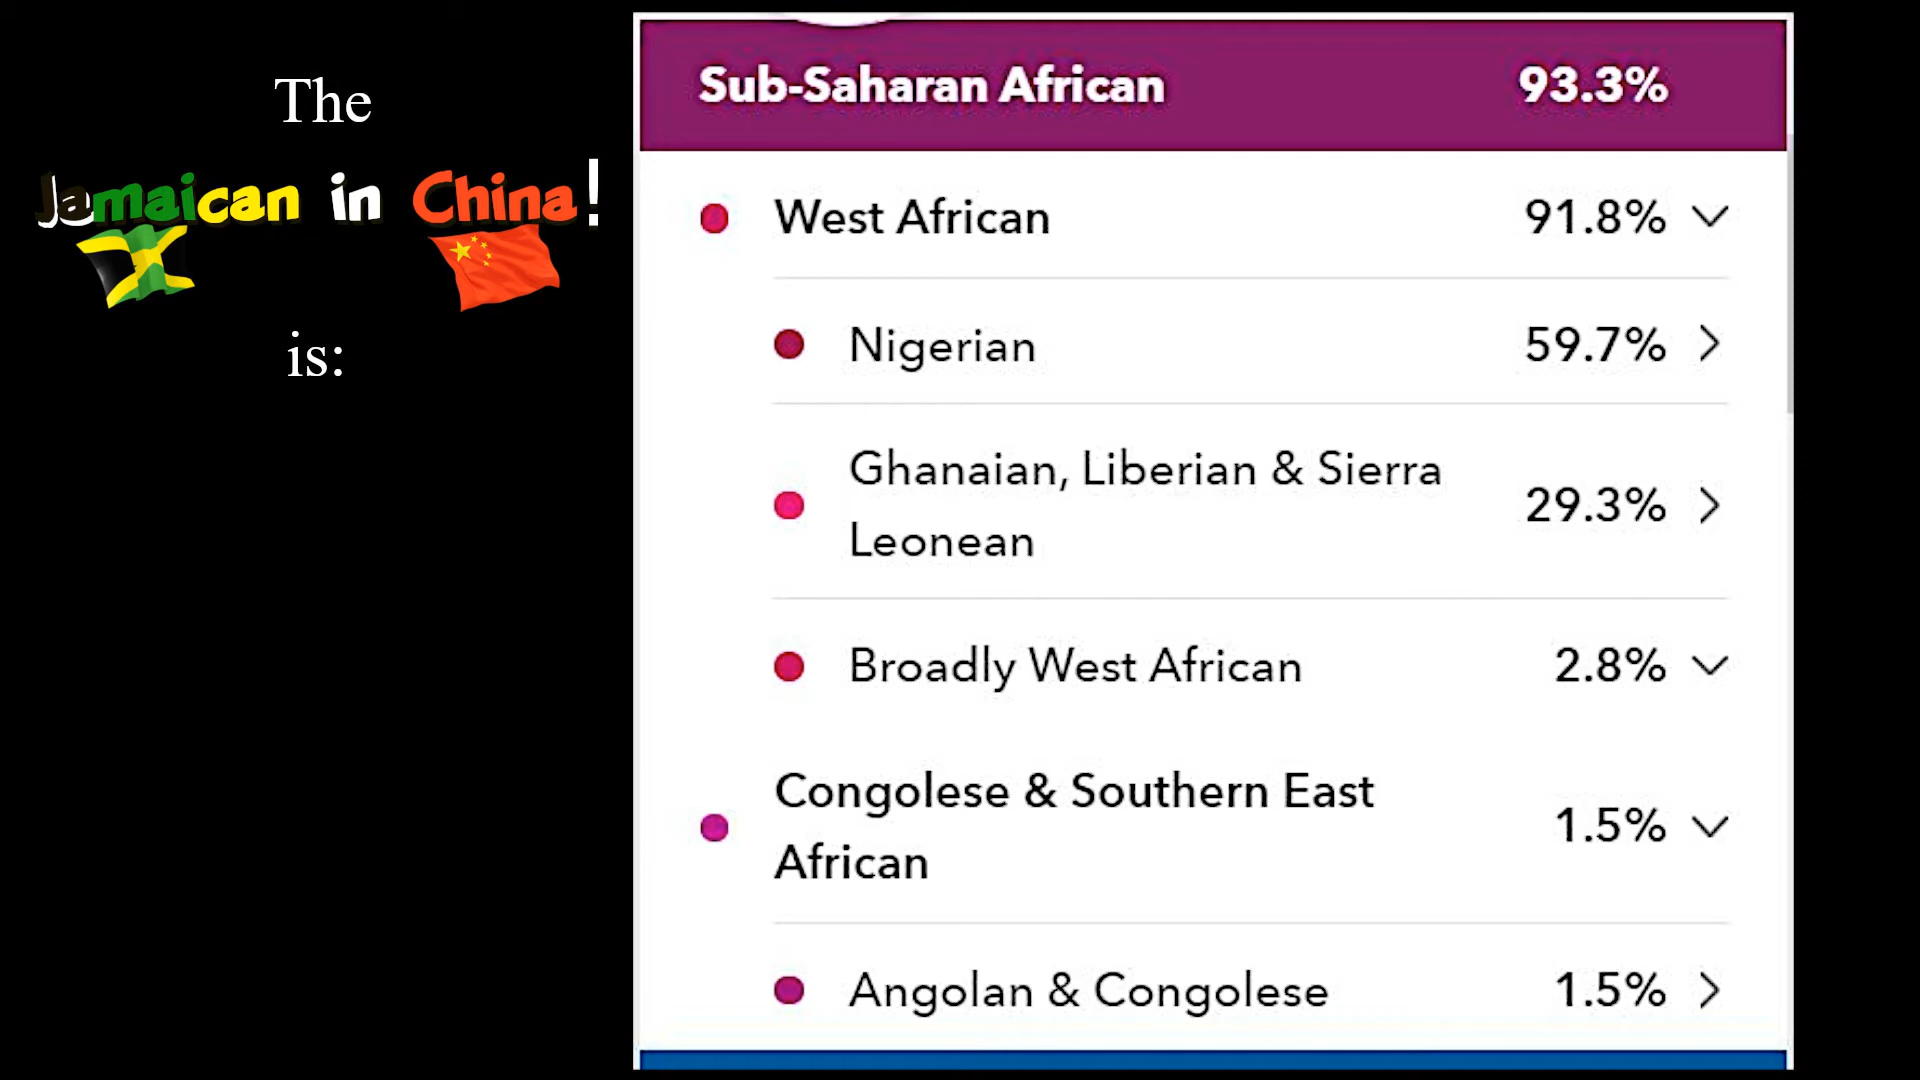 The
Jamaican in China!
is:
Sub-Saharan African 93.3%
West African 91.8%
Nigerian 59.7%
Ghanaian, Liberian & Sierra
Leonean 29.3%
Broadly West African 2.8%
Congolese & Southern East
African 1.5%
Angolan & Congolese 1.5%